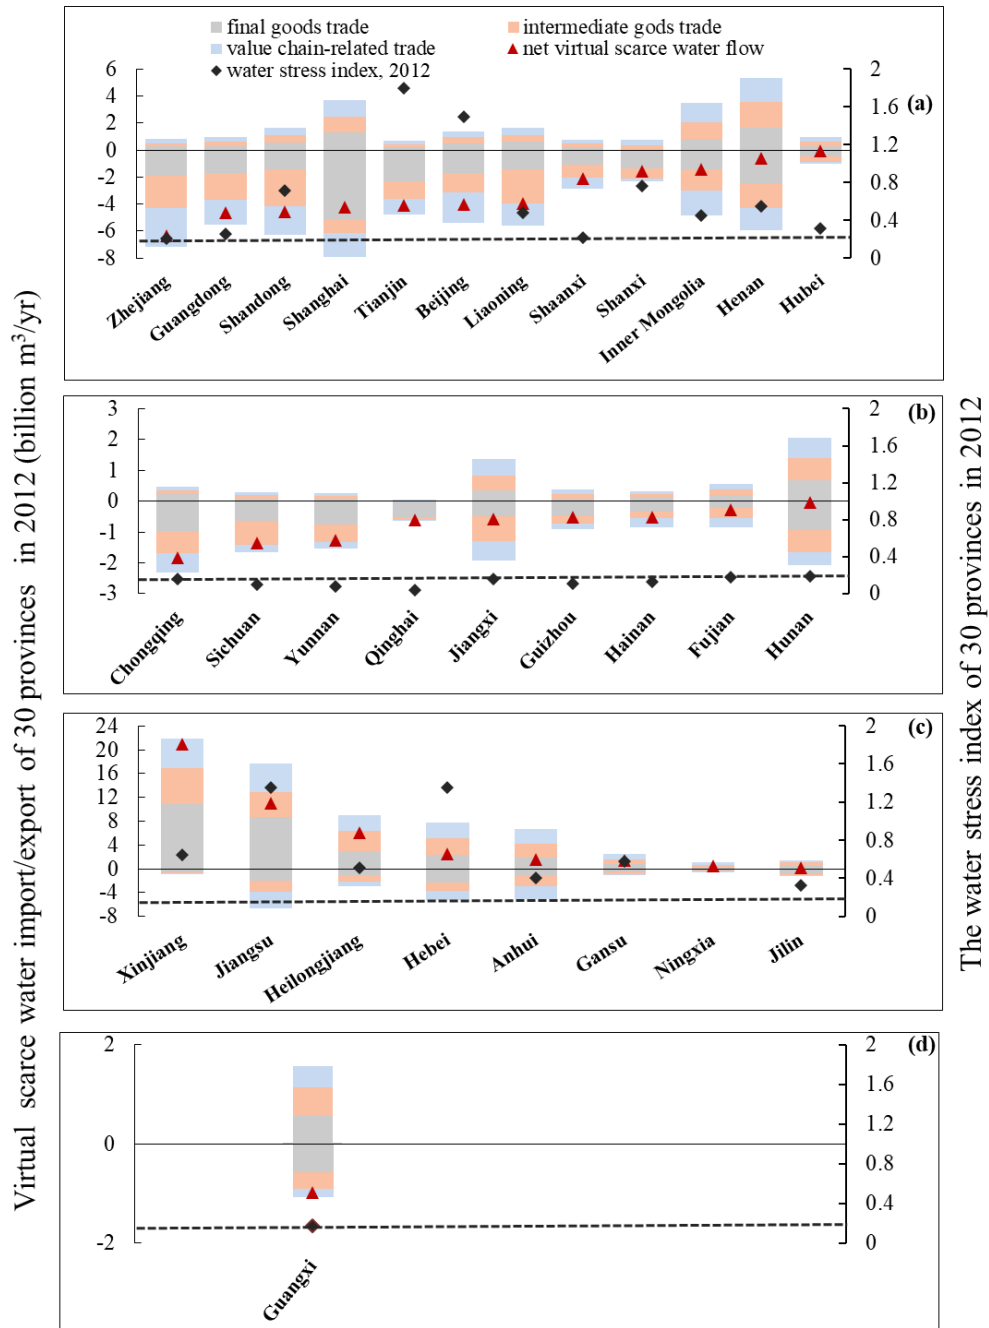 final goods trade
intermediate gods trade
value chain-related trade
net virtual scarce water flow
water stress index, 2012
(a)
6
4
2
0
-2
-4
-6
-8
2
1.6
1.2
0.8
0.4
0
Zhejiang
Guangdong
Shandong
Shanghai
Tianjin
Beijing
Liaoning
Shaanxi
Shanxi
Inner Mongolia
Henan
Hubei
(b)
3
2
1
0
-1
-2
-3
2
1.6
1.2
0.8
0.4
0
Chongqing
Sichuan
Yunnan
Qinghai
Jiangxi
Guizhou
Hainan
Fujian
Hunan
(c)
24
20
16
12
8
4
0
-4
-8
2
1.6
1.2
0.8
0.4
0
Xinjiang
Jiangsu
Heilongjiang
Hebei
Anhui
Gansu
Ningxia
Jilin
(d)
2
0
-2
2
1.6
1.2
0.8
0.4
0
Guangxi
Virtual scarce water import/export of 30 provinces in 2012 (billion m³/yr)
The water stress index of 30 provinces in 2012